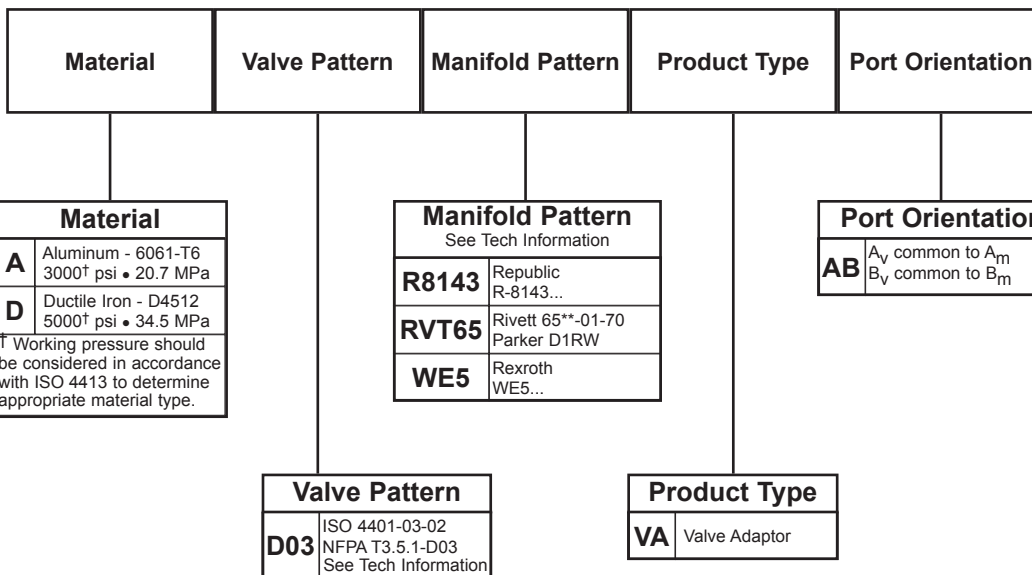 Material
Valve Pattern
Manifold Pattern
Product Type
Port Orientation
Material
A
Aluminum - 6061-T6
3000† psi • 20.7 MPa
D
Ductile Iron - D4512
5000† psi • 34.5 MPa
† Working pressure should
be considered in accordance
with ISO 4413 to determine
appropriate material type.
Manifold Pattern
See Tech Information
R8143
Republic
R-8143...
RVT65
Rivett 65**-01-70
Parker D1RW
WE5
Rexroth
WE5...
Port Orientation
AB
Av common to Am
Bv common to Bm
Valve Pattern
D03
ISO 4401-03-02
NFPA T3.5.1-D03
See Tech Information
Product Type
VA
Valve Adaptor